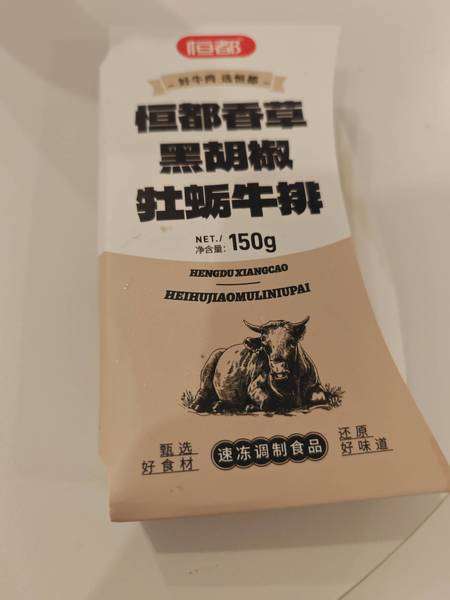 恒都
好牛肉 选恒都
恒都香草
黑胡椒
牡蛎牛排
NET./
净含量: 150g
HENGDU XIANGCAO
HEIHUJIAOMULINIUPAI
甄选
好食材
速冻调制食品
还原
好味道